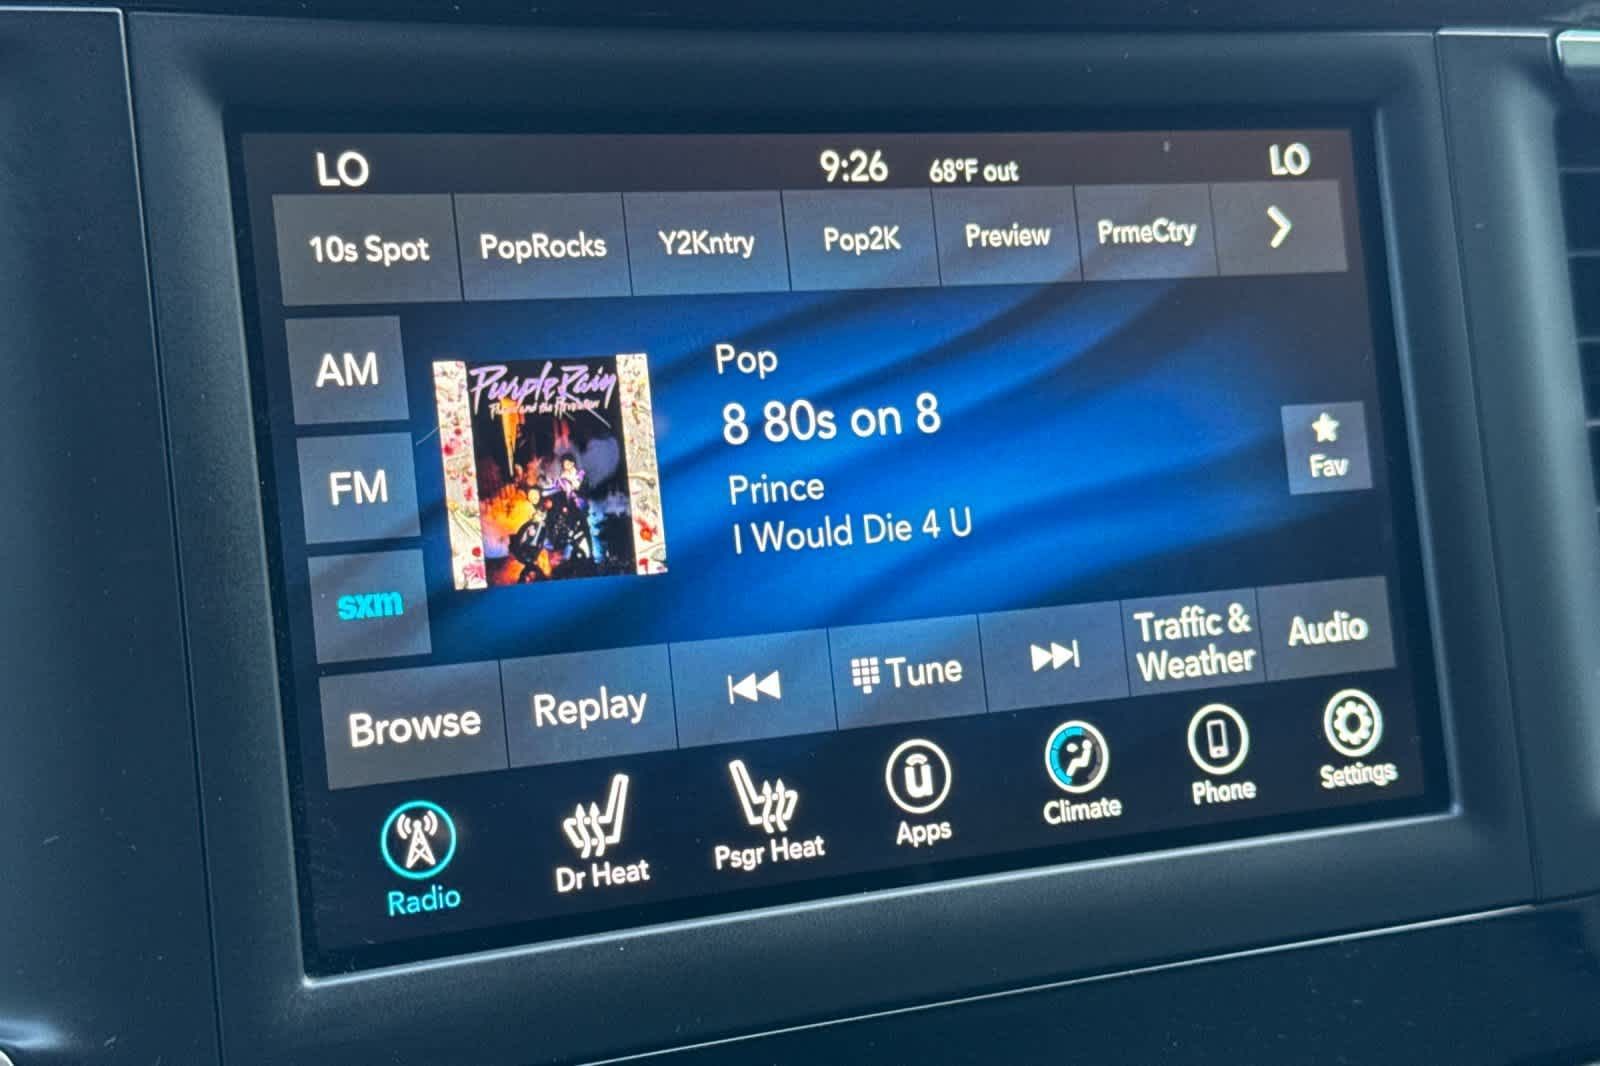 LO 9:26 68°F out LO
10s Spot PopRocks Y2Kntry Pop2K Preview PrmeCtry
AM
FM
sxm
Purple Rain
Pop
8 80s on 8
Prince
I Would Die 4 U
Fav
Browse Replay Tune Traffic &
Weather Audio
Radio Dr Heat Psgr Heat Apps Climate Phone Settings